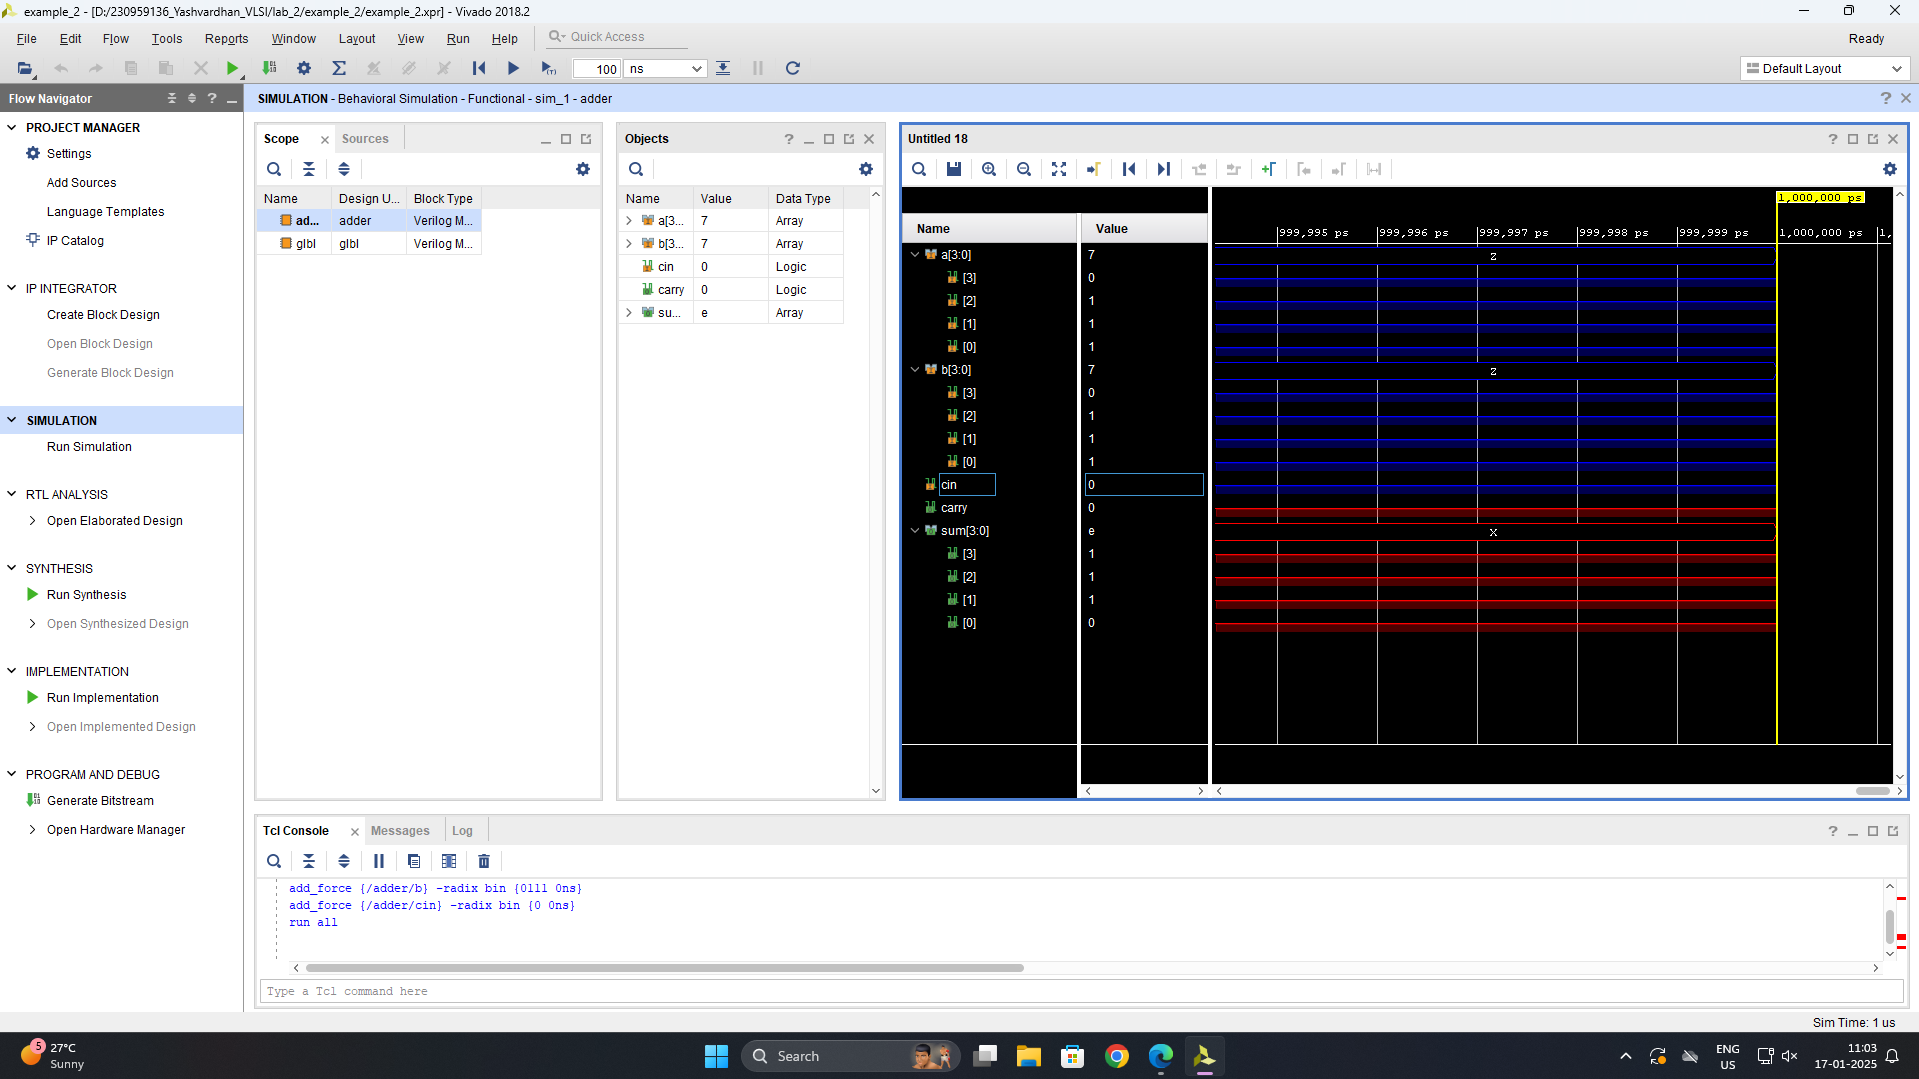 example_2 - [D:/230959136_Yashvardhan_VLSI/lab_2/example_2/example_2.xpr] - Vivado 2018.2
File Edit Flow Tools Reports Window Layout View Run Help Quick Access Ready
100 ns Default Layout
Flow Navigator
SIMULATION - Behavioral Simulation - Functional - sim_1 - adder
PROJECT MANAGER
Settings
Add Sources
Language Templates
IP Catalog
IP INTEGRATOR
Create Block Design
Open Block Design
Generate Block Design
SIMULATION
Run Simulation
RTL ANALYSIS
Open Elaborated Design
SYNTHESIS
Run Synthesis
Open Synthesized Design
IMPLEMENTATION
Run Implementation
Open Implemented Design
PROGRAM AND DEBUG
Generate Bitstream
Open Hardware Manager
Scope Sources
Name Design U... Block Type
ad... adder Verilog M...
glbl glbl Verilog M...
Objects
Name Value Data Type
a[3... 7 Array
b[3... 7 Array
cin 0 Logic
carry 0 Logic
su... e Array
Untitled 18
1,000,000 ps
Name Value
999,995 ps 999,996 ps 999,997 ps 999,998 ps 999,999 ps 1,000,000 ps 1,
a[3:0] 7 Z
[3] 0
[2] 1
[1] 1
[0] 1
b[3:0] 7 Z
[3] 0
[2] 1
[1] 1
[0] 1
cin 0
carry 0
sum[3:0] e X
[3] 1
[2] 1
[1] 1
[0] 0
Tcl Console Messages Log
add_force {/adder/b} -radix bin {0111 0ns}
add_force {/adder/cin} -radix bin {0 0ns}
run all
Type a Tcl command here
Sim Time: 1 us
5
27°C
Sunny
Search
ENG
US
11:03
17-01-2025